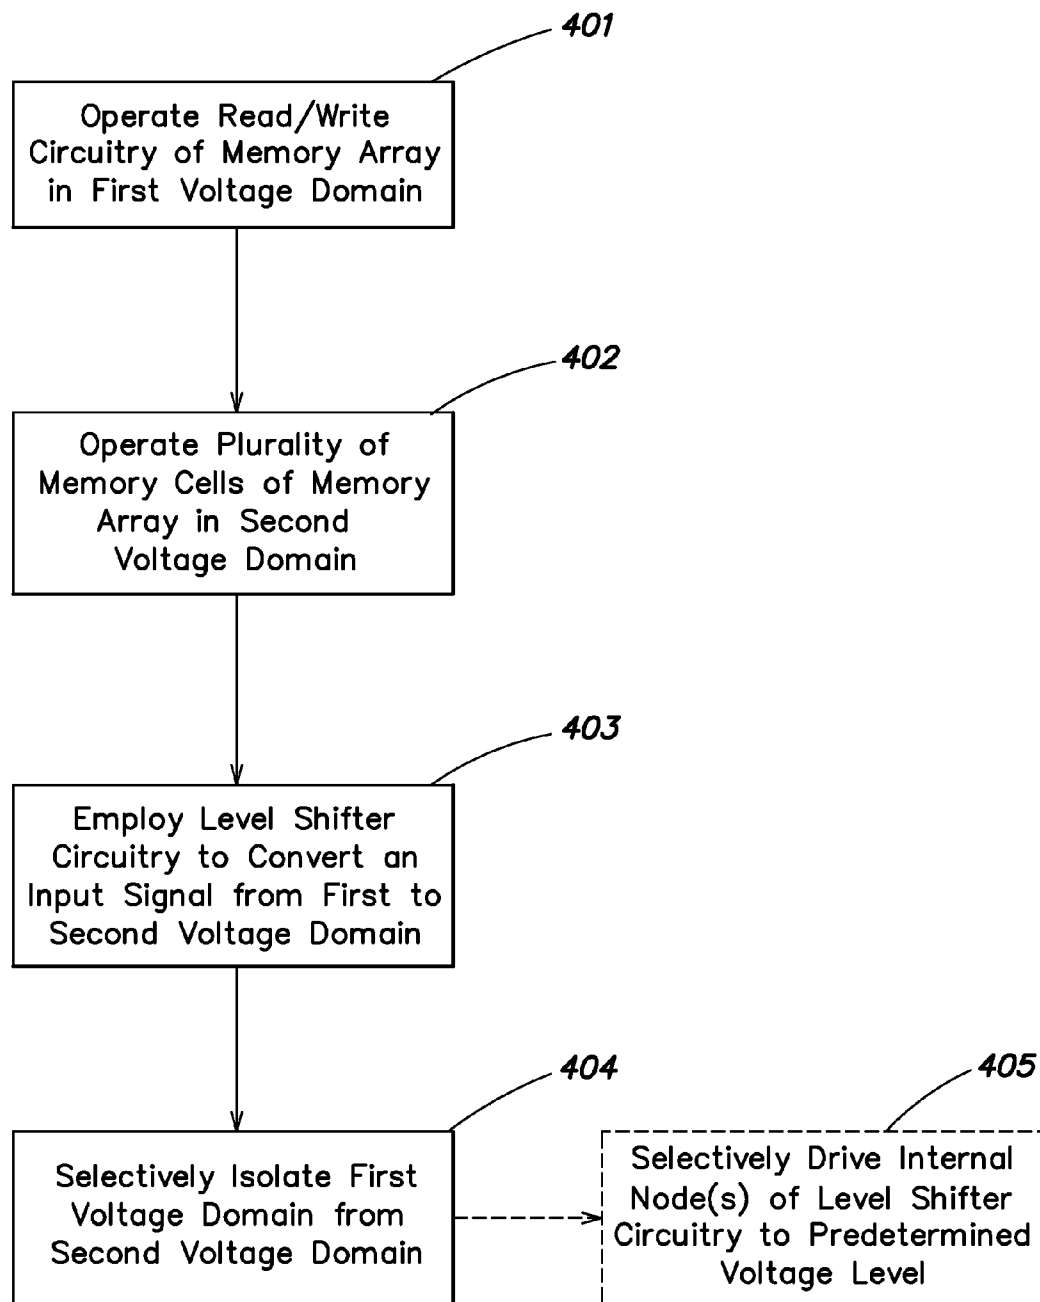 401
Operate Read/Write
Circuitry of Memory Array
in First Voltage Domain
402
Operate Plurality of
Memory Cells of Memory
Array in Second
Voltage Domain
403
Employ Level Shifter
Circuitry to Convert an
Input Signal from First to
Second Voltage Domain
404
Selectively Isolate First
Voltage Domain from
Second Voltage Domain
405
Selectively Drive Internal
Node(s) of Level Shifter
Circuitry to Predetermined
Voltage Level